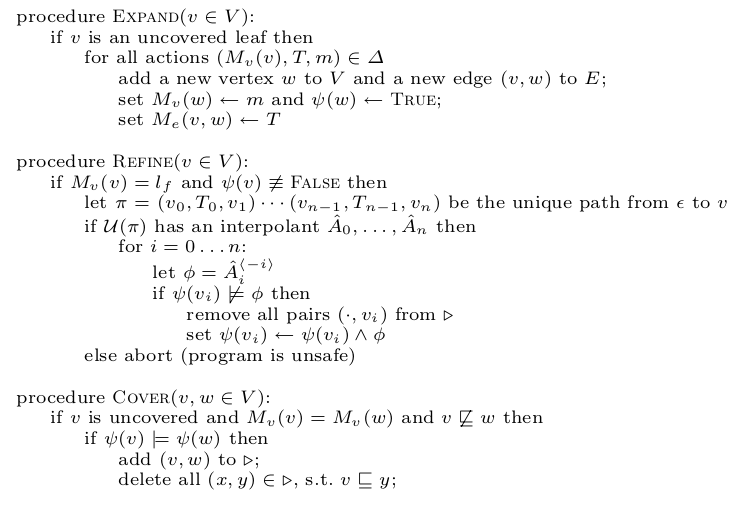 procedure EXPAND(v ∈ V):
if v is an uncovered leaf then
for all actions (M_v(v), T, m) ∈ Δ
add a new vertex w to V and a new edge (v, w) to E;
set M_v(w) ← m and ψ(w) ← TRUE;
set M_e(v, w) ← T
procedure REFINE(v ∈ V):
if M_v(v) = l_f and ψ(v) ≢ FALSE then
let π = (v_0, T_0, v_1) ··· (v_{n−1}, T_{n−1}, v_n) be the unique path from ϵ to v
if 𝒰(π) has an interpolant Â_0, . . . , Â_n then
for i = 0 . . . n:
let ϕ = Â_i^{⟨−i⟩}
if ψ(v_i) ⊭ ϕ then
remove all pairs (·, v_i) from ▷
set ψ(v_i) ← ψ(v_i) ∧ ϕ
else abort (program is unsafe)
procedure COVER(v, w ∈ V):
if v is uncovered and M_v(v) = M_v(w) and v ⋢ w then
if ψ(v) ⊨ ψ(w) then
add (v, w) to ▷;
delete all (x, y) ∈ ▷, s.t. v ⊑ y;